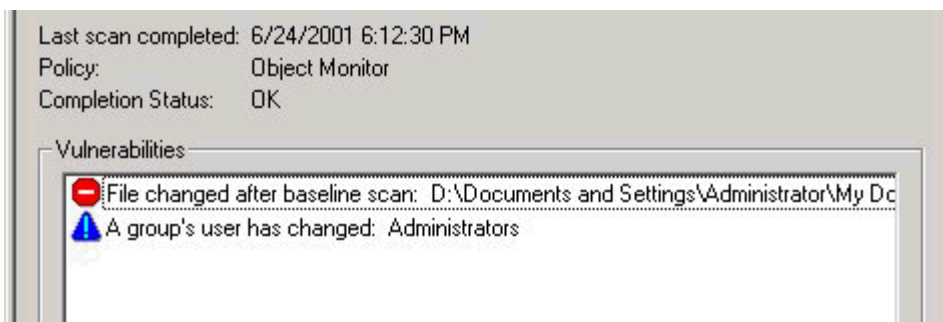 Last scan completed: 6/24/2001 6:12:30 PM
Policy: Object Monitor
Completion Status: OK
Vulnerabilities
File changed after baseline scan: D:\Documents and Settings\Administrator\My Do
A group's user has changed: Administrators